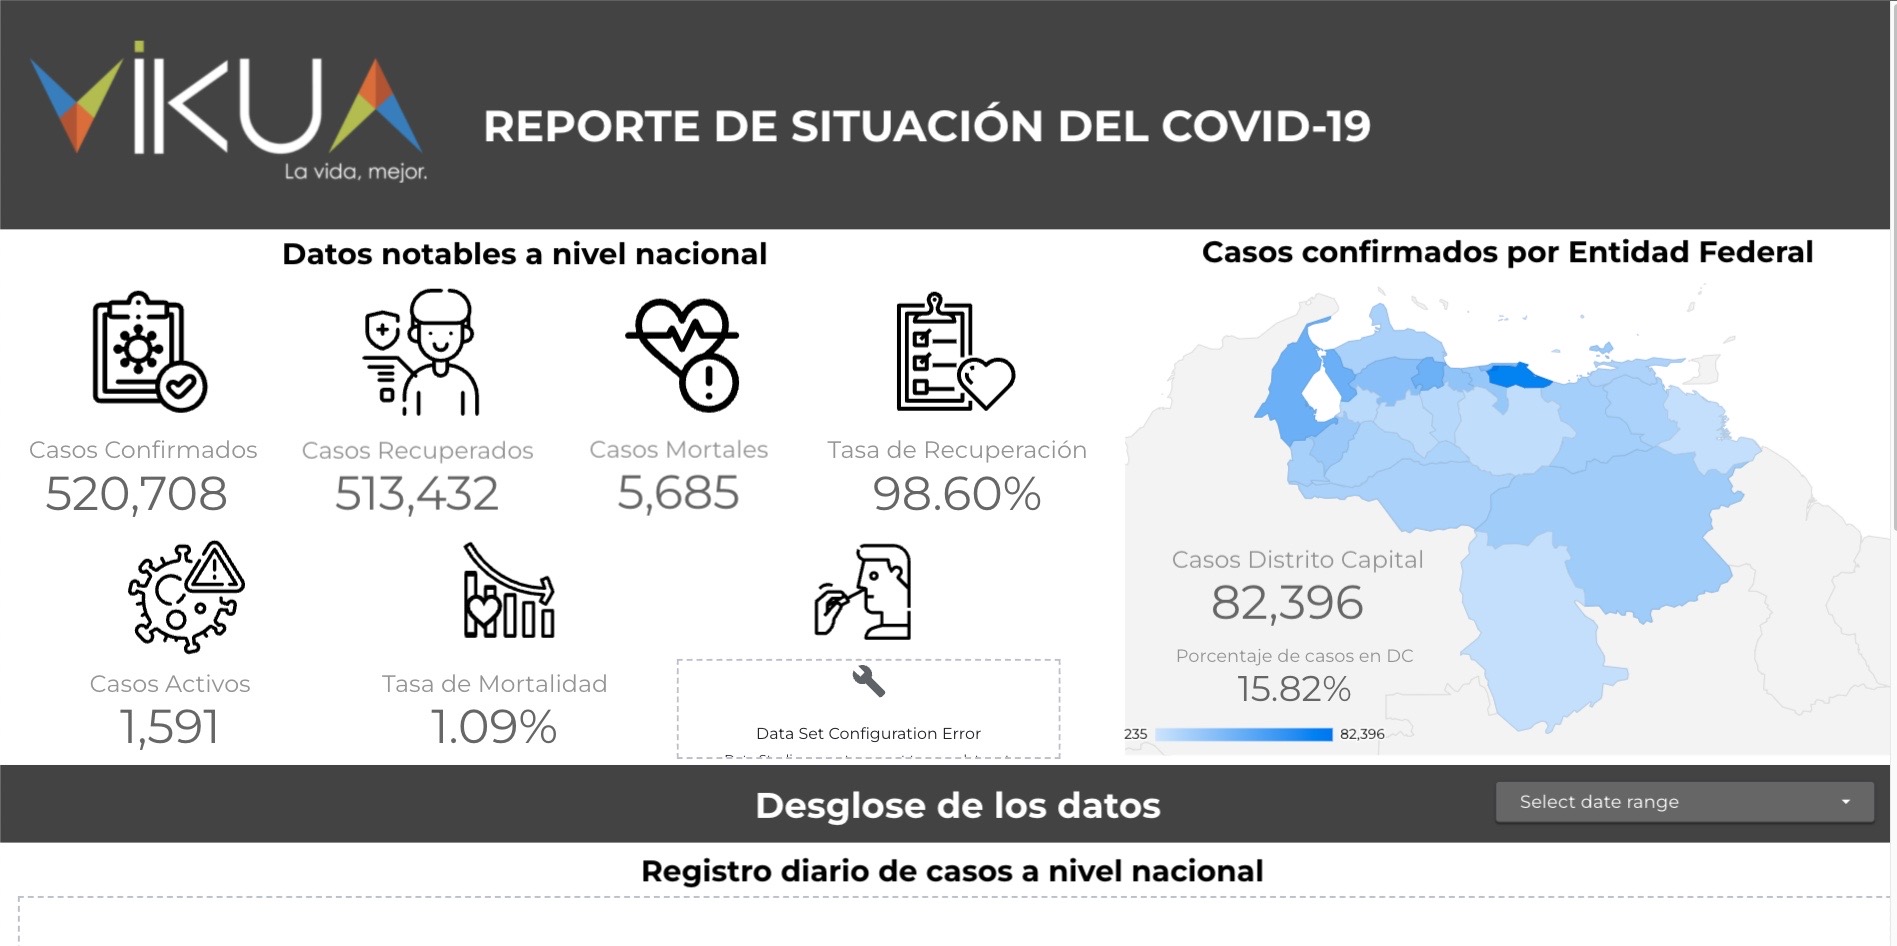 VIKUA
La vida, mejor.
REPORTE DE SITUACIÓN DEL COVID-19
Datos notables a nivel nacional
Casos Confirmados
520,708
Casos Recuperados
513,432
Casos Mortales
5,685
Tasa de Recuperación
98.60%
Casos Activos
1,591
Tasa de Mortalidad
1.09%
Data Set Configuration Error
Casos confirmados por Entidad Federal
Casos Distrito Capital
82,396
Porcentaje de casos en DC
15.82%
235
82,396
Desglose de los datos
Select date range
Registro diario de casos a nivel nacional